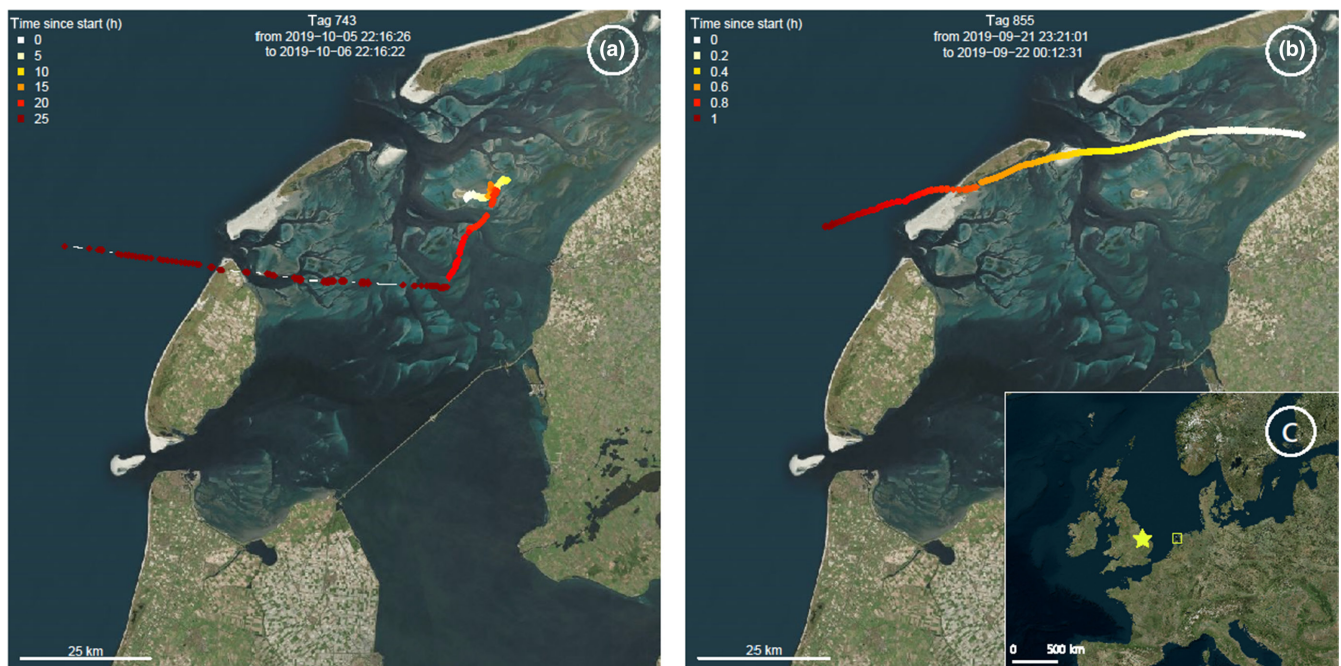 Time since start (h)
0
5
10
15
20
25
Tag 743
from 2019-10-05 22:16:26
to 2019-10-06 22:16:22
(a)
25 km
Time since start (h)
0
0.2
0.4
0.6
0.8
1
Tag 855
from 2019-09-21 23:21:01
to 2019-09-22 00:12:31
(b)
25 km
C
0 500 km